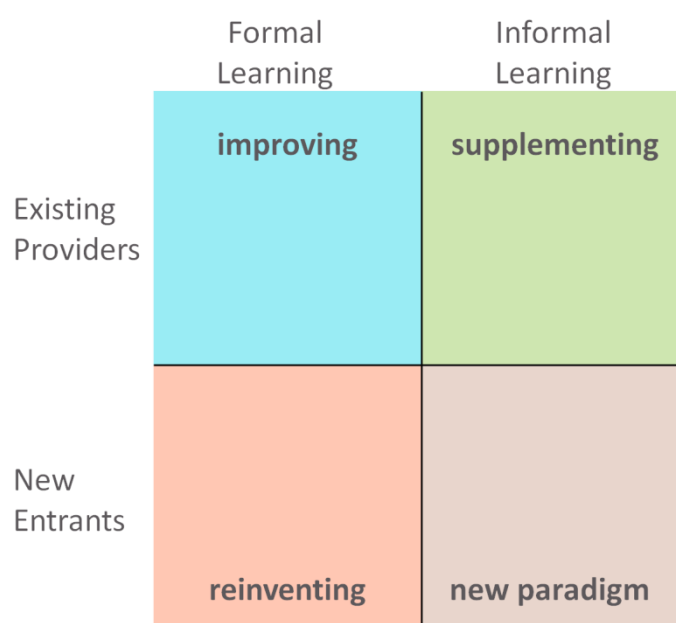 Formal Informal
Learning Learning
improving supplementing
Existing
Providers
New
Entrants
reinventing new paradigm